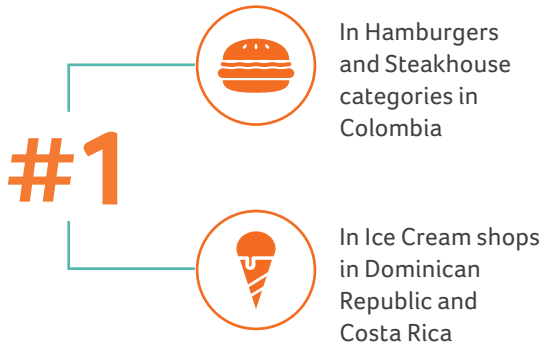 #1
In Hamburgers
and Steakhouse
categories in
Colombia
In Ice Cream shops
in Dominican
Republic and
Costa Rica